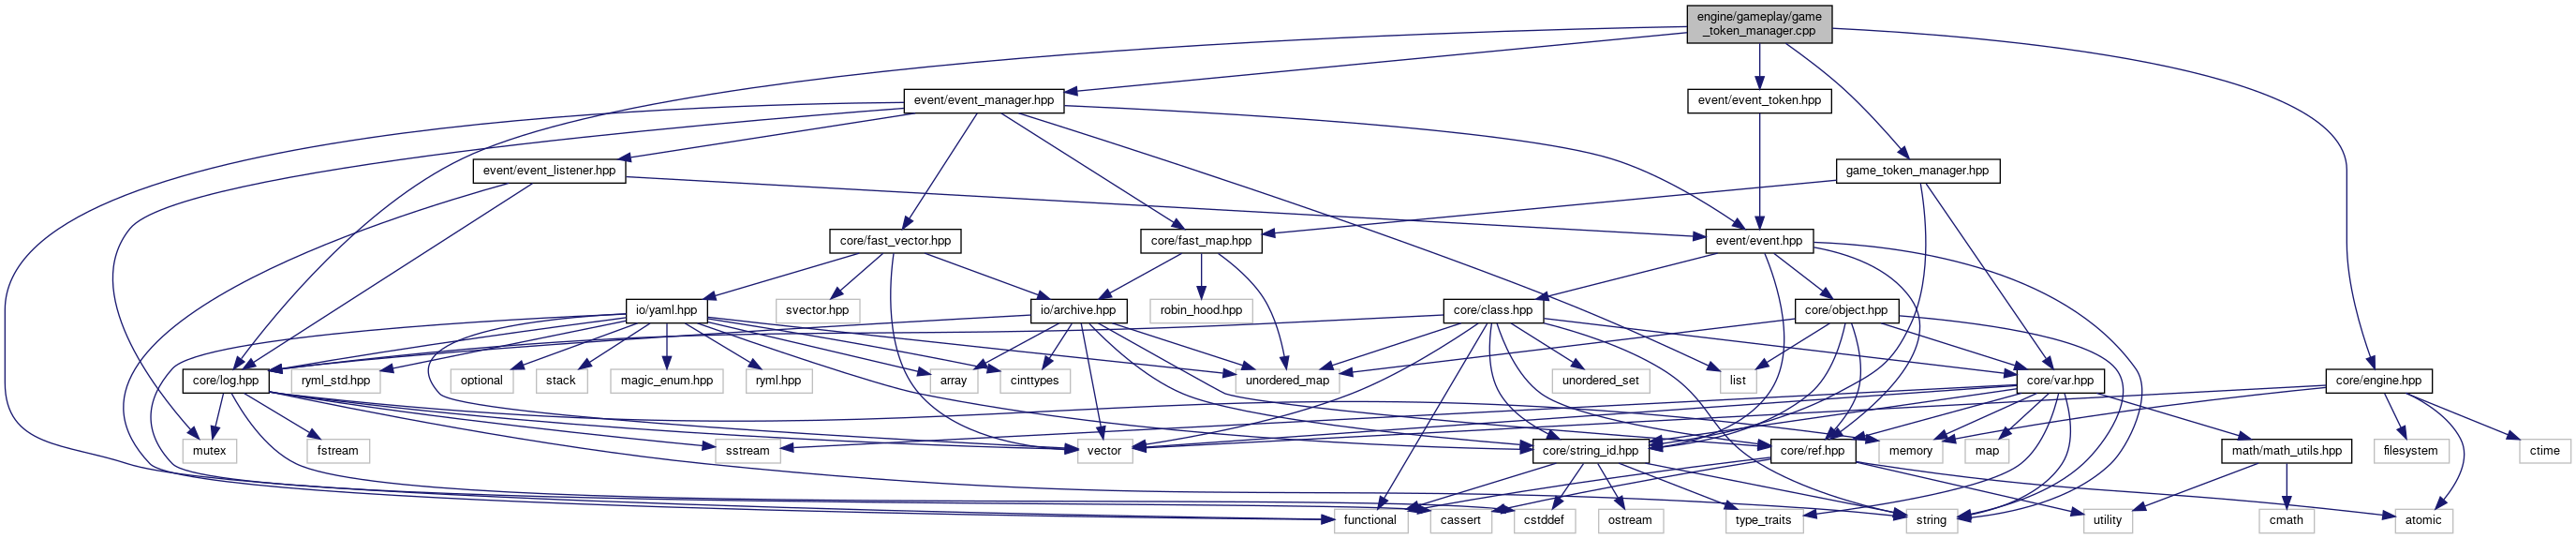 engine/gameplay/game
_token_manager.cpp
event/event_manager.hpp
event/event_token.hpp
event/event_listener.hpp
game_token_manager.hpp
core/fast_vector.hpp
core/fast_map.hpp
event/event.hpp
io/yaml.hpp
svector.hpp
io/archive.hpp
robin_hood.hpp
core/class.hpp
core/object.hpp
core/log.hpp
ryml_std.hpp
optional
stack
magic_enum.hpp
ryml.hpp
array
cinttypes
unordered_map
unordered_set
list
core/var.hpp
core/engine.hpp
mutex
fstream
sstream
vector
core/string_id.hpp
core/ref.hpp
memory
map
math/math_utils.hpp
filesystem
ctime
functional
cassert
cstddef
ostream
type_traits
string
utility
cmath
atomic